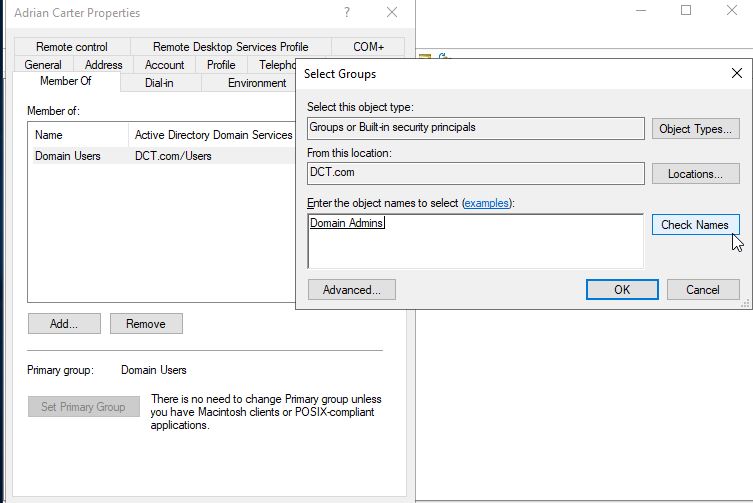 Adrian Carter Properties
Remote control Remote Desktop Services Profile COM+
General Address Account Profile
Member Of Dial-in Environment
Member of:
Name Active Directory Domain Services
Domain Users DCT.com/Users
Add... Remove
Primary group: Domain Users
Set Primary Group
There is no need to change Primary group unless
you have Macintosh clients or POSIX-compliant
applications.
Select Groups
Select this object type:
Groups or Built-in security principals Object Types...
From this location:
DCT.com Locations...
Enter the object names to select (examples):
Domain Admins Check Names
Advanced... OK Cancel